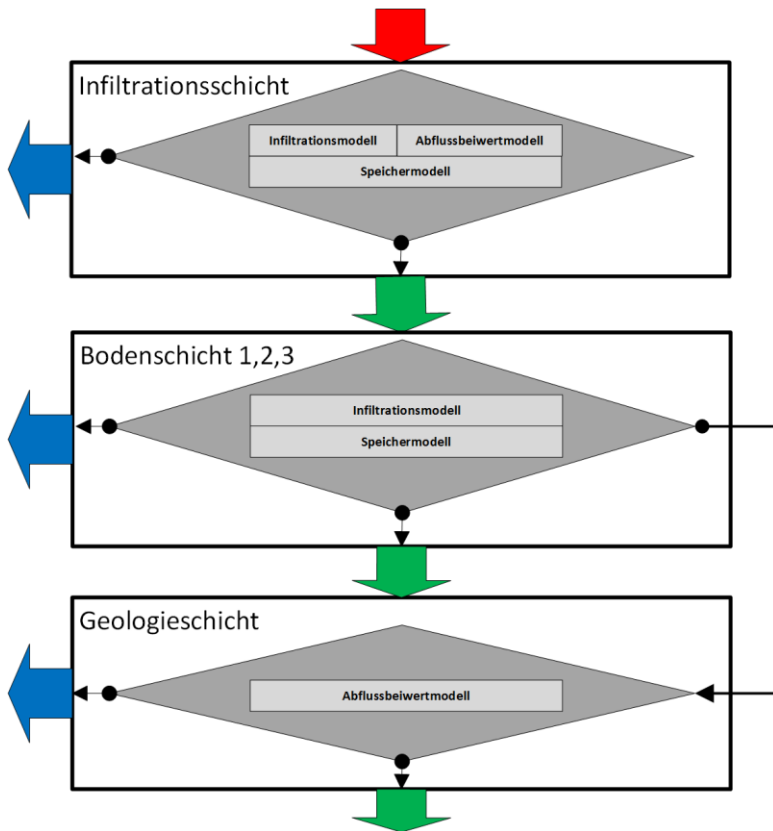 Infiltrationsschicht
Infiltrationsmodell
Abflussbeiwertmodell
Speichermodell
Bodenschicht 1,2,3
Infiltrationsmodell
Speichermodell
Geologieschicht
Abflussbeiwertmodell